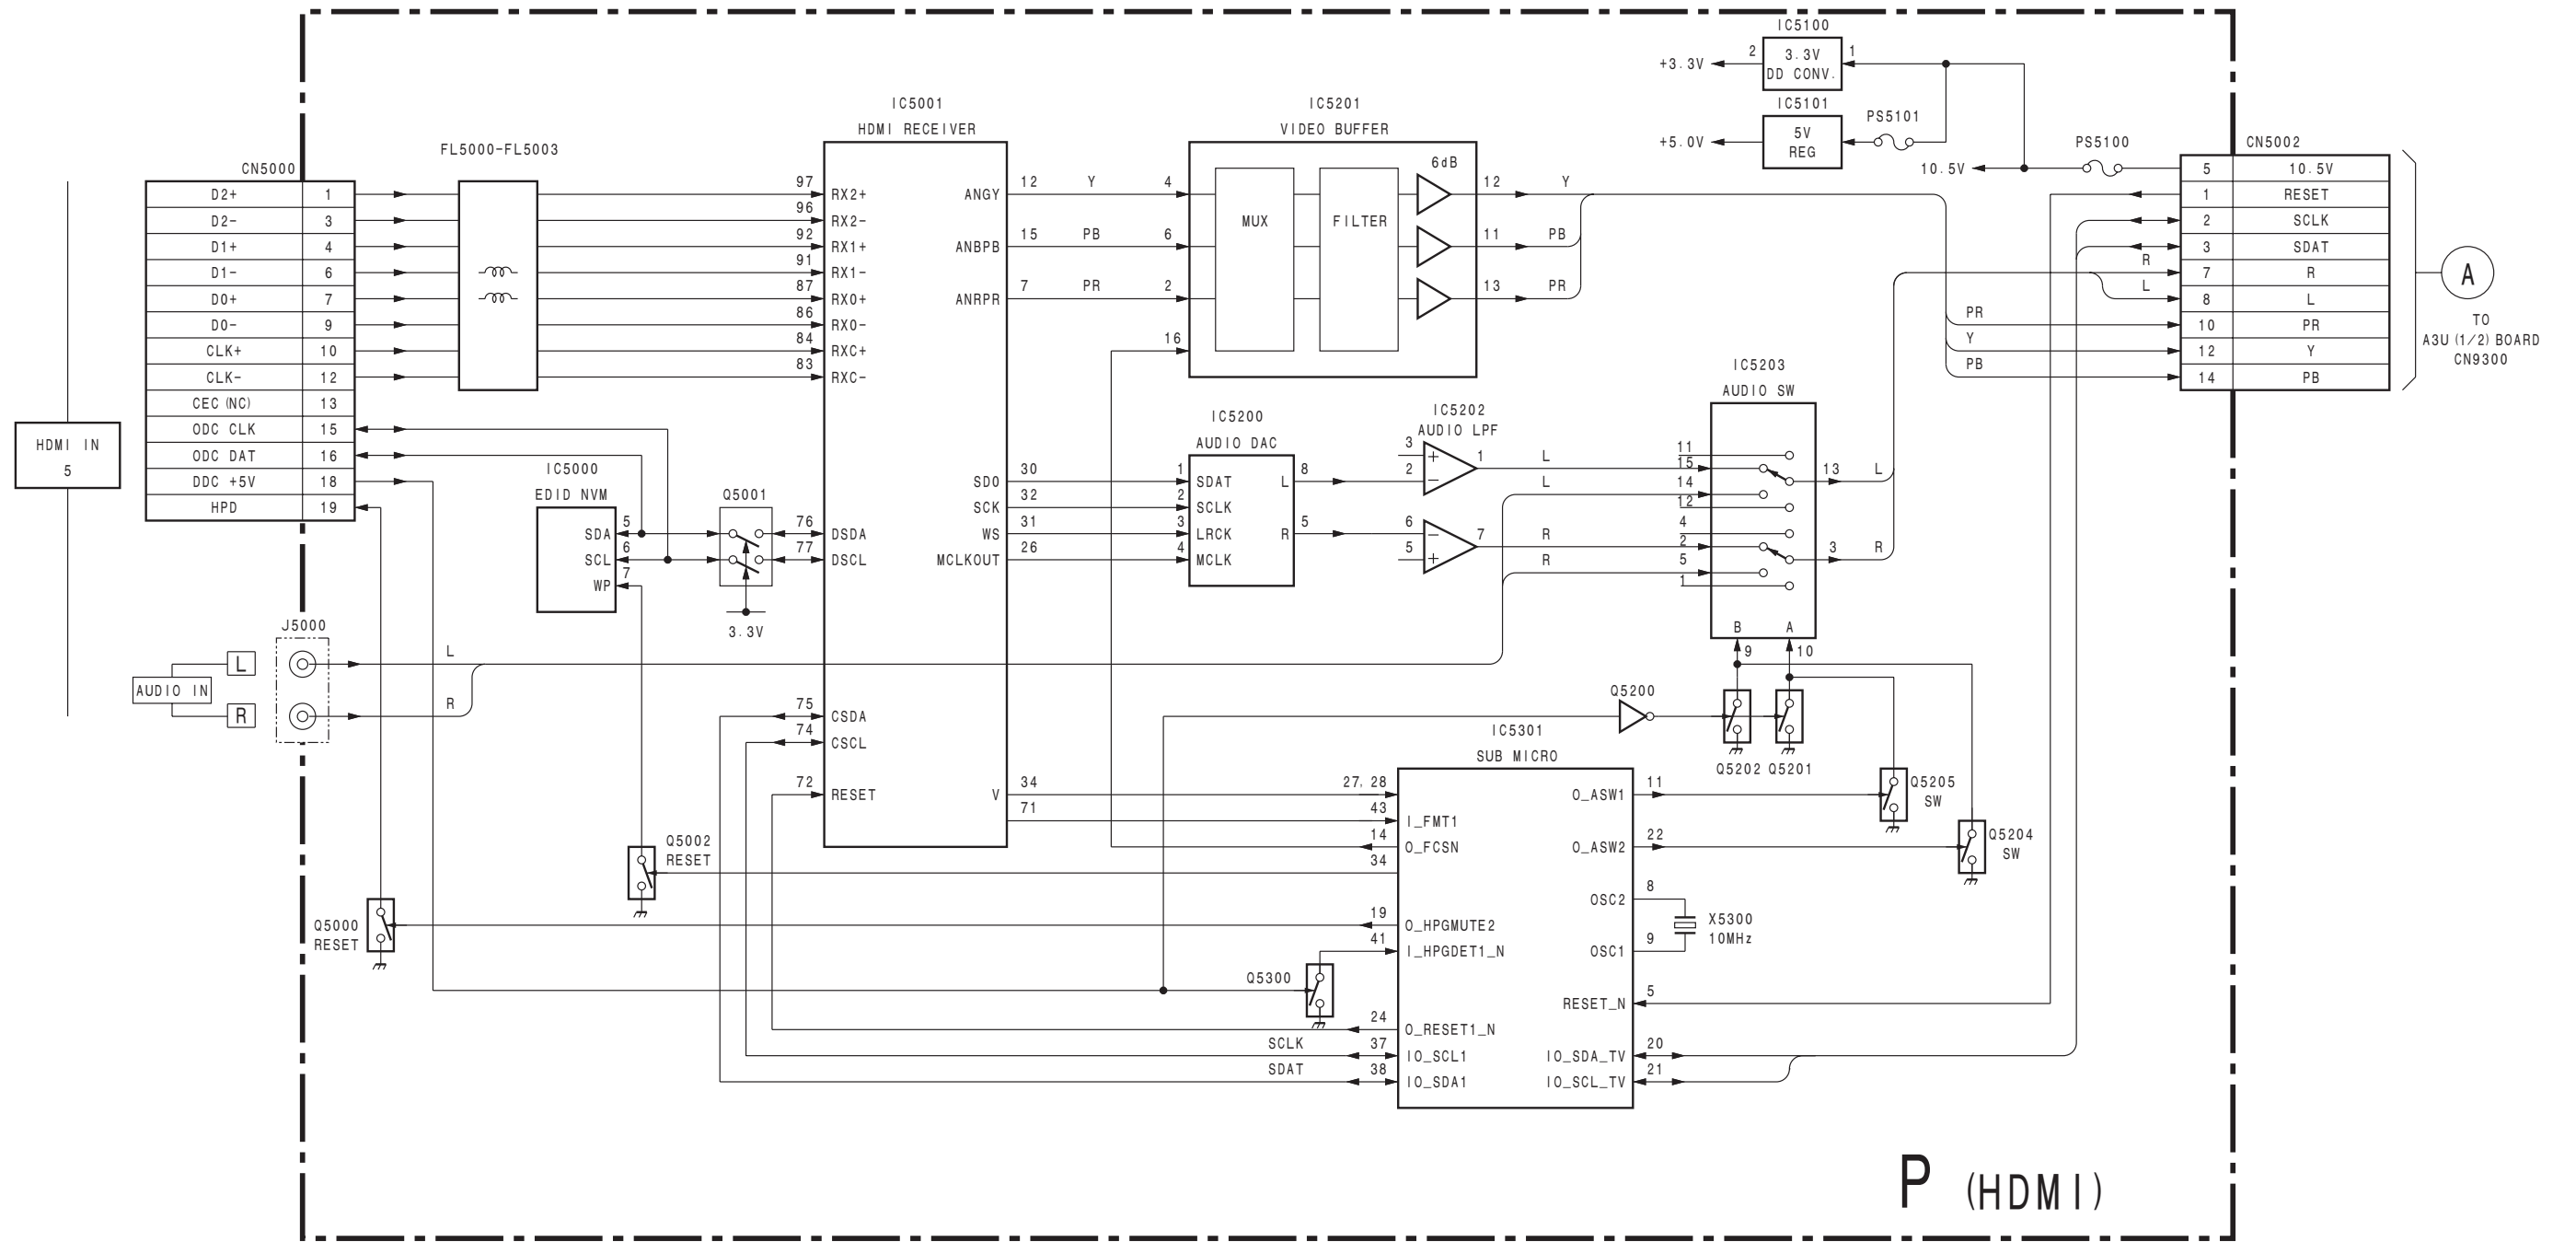 HDMI IN
5
AUDIO IN
L
R
J5000
L
R
CN5000
D2+ 1
D2- 3
D1+ 4
D1- 6
D0+ 7
D0- 9
CLK+ 10
CLK- 12
CEC (NC) 13
ODC CLK 15
ODC DAT 16
DDC +5V 18
HPD 19
FL5000-FL5003
IC5000
EDID NVM
SDA 5
SCL 6
WP 7
Q5001
3.3V
Q5002
RESET
Q5000
RESET
IC5001
HDMI RECEIVER
97 RX2+
96 RX2-
92 RX1+
91 RX1-
87 RX0+
86 RX0-
84 RXC+
83 RXC-
76 DSDA
77 DSCL
75 CSDA
74 CSCL
72 RESET
ANGY 12 Y
ANBPB 15 PB
ANRPR 7 PR
SDO 30
SCK 32
WS 31
MCLKOUT 26
V 34
71
IC5201
VIDEO BUFFER
4
6
2
16
MUX
FILTER
6dB
12 Y
11 PB
13 PR
IC5200
AUDIO DAC
1 SDAT
2 SCLK
3 LRCK
4 MCLK
L 8
R 5
IC5202
AUDIO LPF
3 +
2 -
1 L
L
6 -
5 +
7 R
R
IC5203
AUDIO SW
11
15
14
12
4
2
5
1
13 L
3 R
B A
9 10
Q5200
Q5202 Q5201
Q5205
SW
Q5204
SW
IC5301
SUB MICRO
27, 28
43 I_FMT1
14 O_FCSN
34
19 O_HPGMUTE2
41 I_HPGDET1_N
24 O_RESET1_N
SCLK 37 IO_SCL1
SDAT 38 IO_SDA1
Q5300
O_ASW1 11
O_ASW2 22
OSC2 8
OSC1 9
X5300
10MHz
RESET_N 5
IO_SDA_TV 20
IO_SCL_TV 21
IC5100
3.3V
DD CONV.
2
1
+3.3V
IC5101
5V
REG
+5.0V
PS5101
10.5V
PS5100
CN5002
5 10.5V
1 RESET
2 SCLK
3 SDAT
R 7 R
L 8 L
PR 10 PR
Y 12 Y
PB 14 PB
A
TO
A3U (1/2) BOARD
CN9300
P (HDMI)